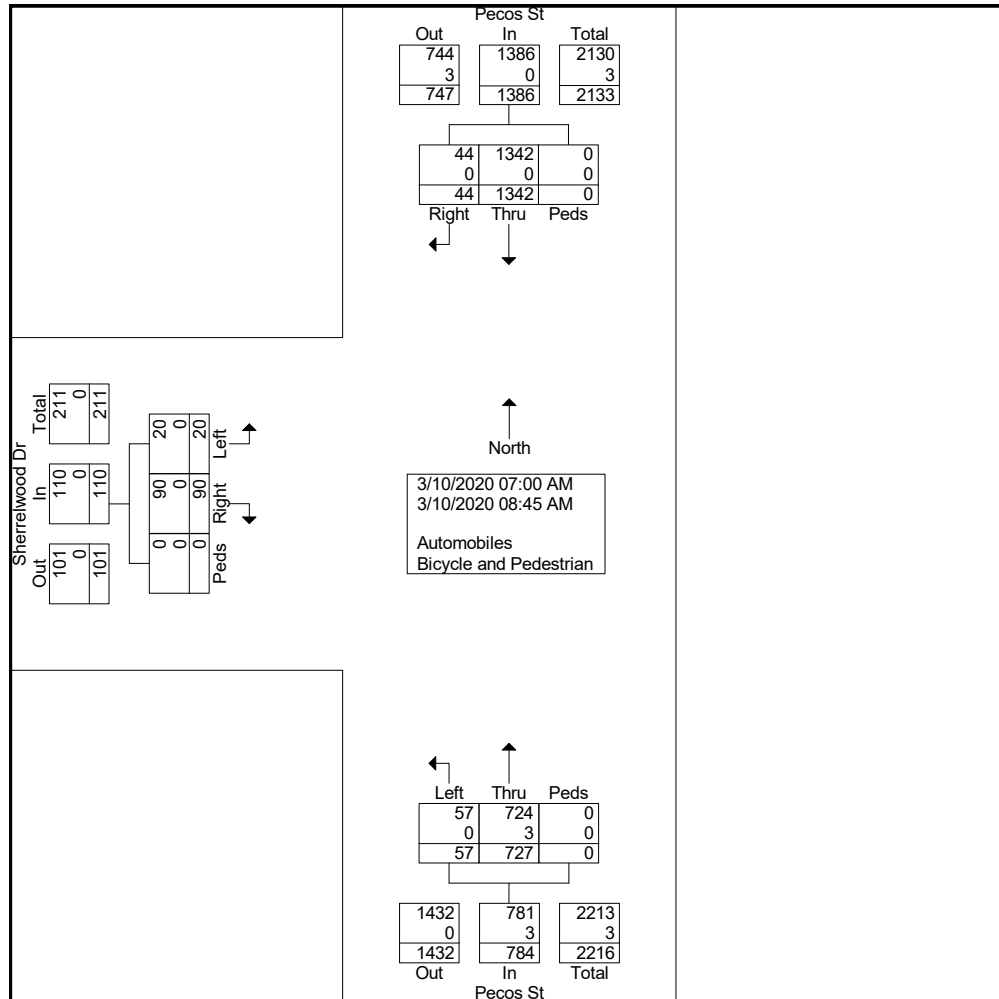 Pecos St
Out In Total
744 1386 2130
3 0 3
747 1386 2133
44 1342 0
0 0 0
44 1342 0
Right Thru Peds
Sherrelwood Dr
Total
211
0
211
In
110
0
110
Out
101
0
101
20
0
20
Left
90
0
90
Right
0
0
0
Peds
North
3/10/2020 07:00 AM
3/10/2020 08:45 AM
Automobiles
Bicycle and Pedestrian
Left Thru Peds
57 724 0
0 3 0
57 727 0
1432 781 2213
0 3 3
1432 784 2216
Out In Total
Pecos St